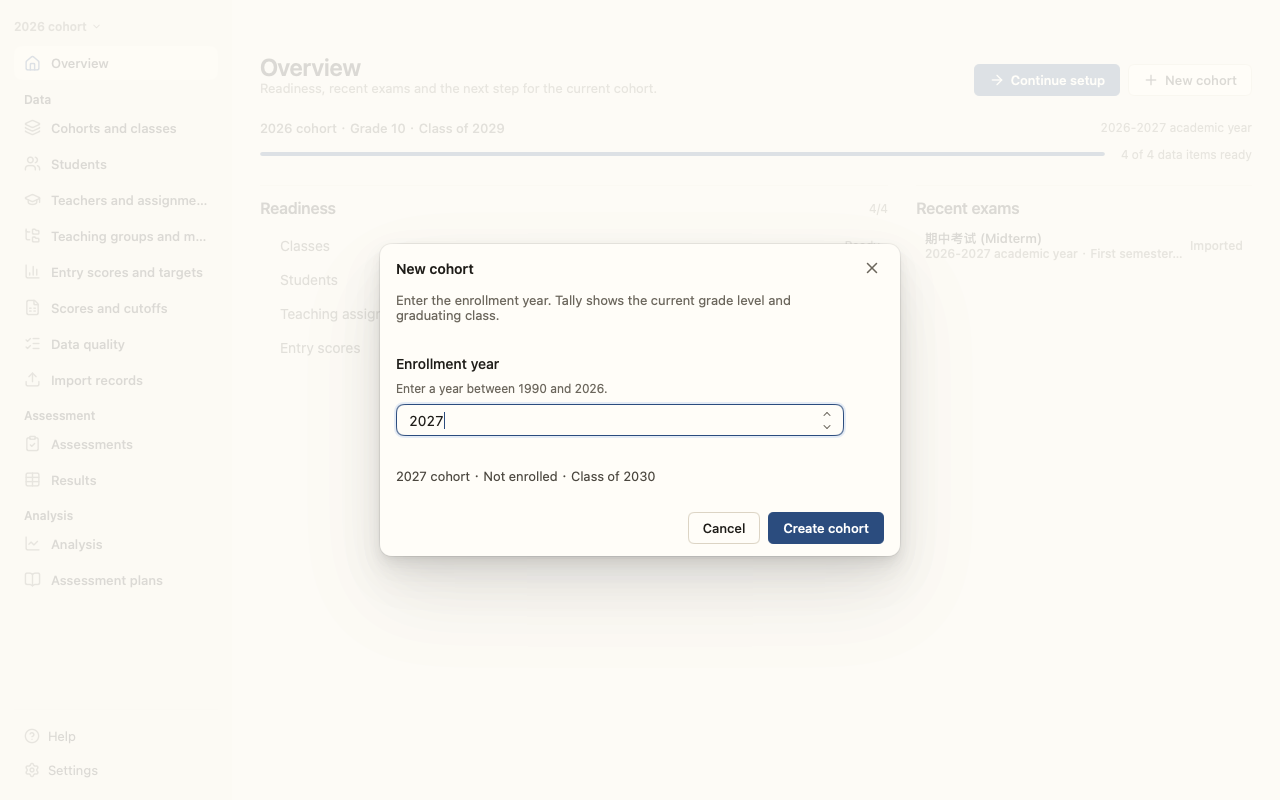 2026 cohort
Overview
Data
Cohorts and classes
Students
Teachers and assignme...
Teaching groups and m...
Entry scores and targets
Scores and cutoffs
Data quality
Import records
Assessment
Assessments
Results
Analysis
Analysis
Assessment plans
Help
Settings
Overview
Readiness, recent exams and the next step for the current cohort.
Continue setup
New cohort
2026 cohort · Grade 10 · Class of 2029
2026-2027 academic year
4 of 4 data items ready
Readiness
4/4
Classes
Students
Teaching assign
Entry scores
Recent exams
期中考试 (Midterm)
2026-2027 academic year · First semester...
Imported
New cohort
Enter the enrollment year. Tally shows the current grade level and
graduating class.
Enrollment year
Enter a year between 1990 and 2026.
2027
2027 cohort · Not enrolled · Class of 2030
Cancel
Create cohort